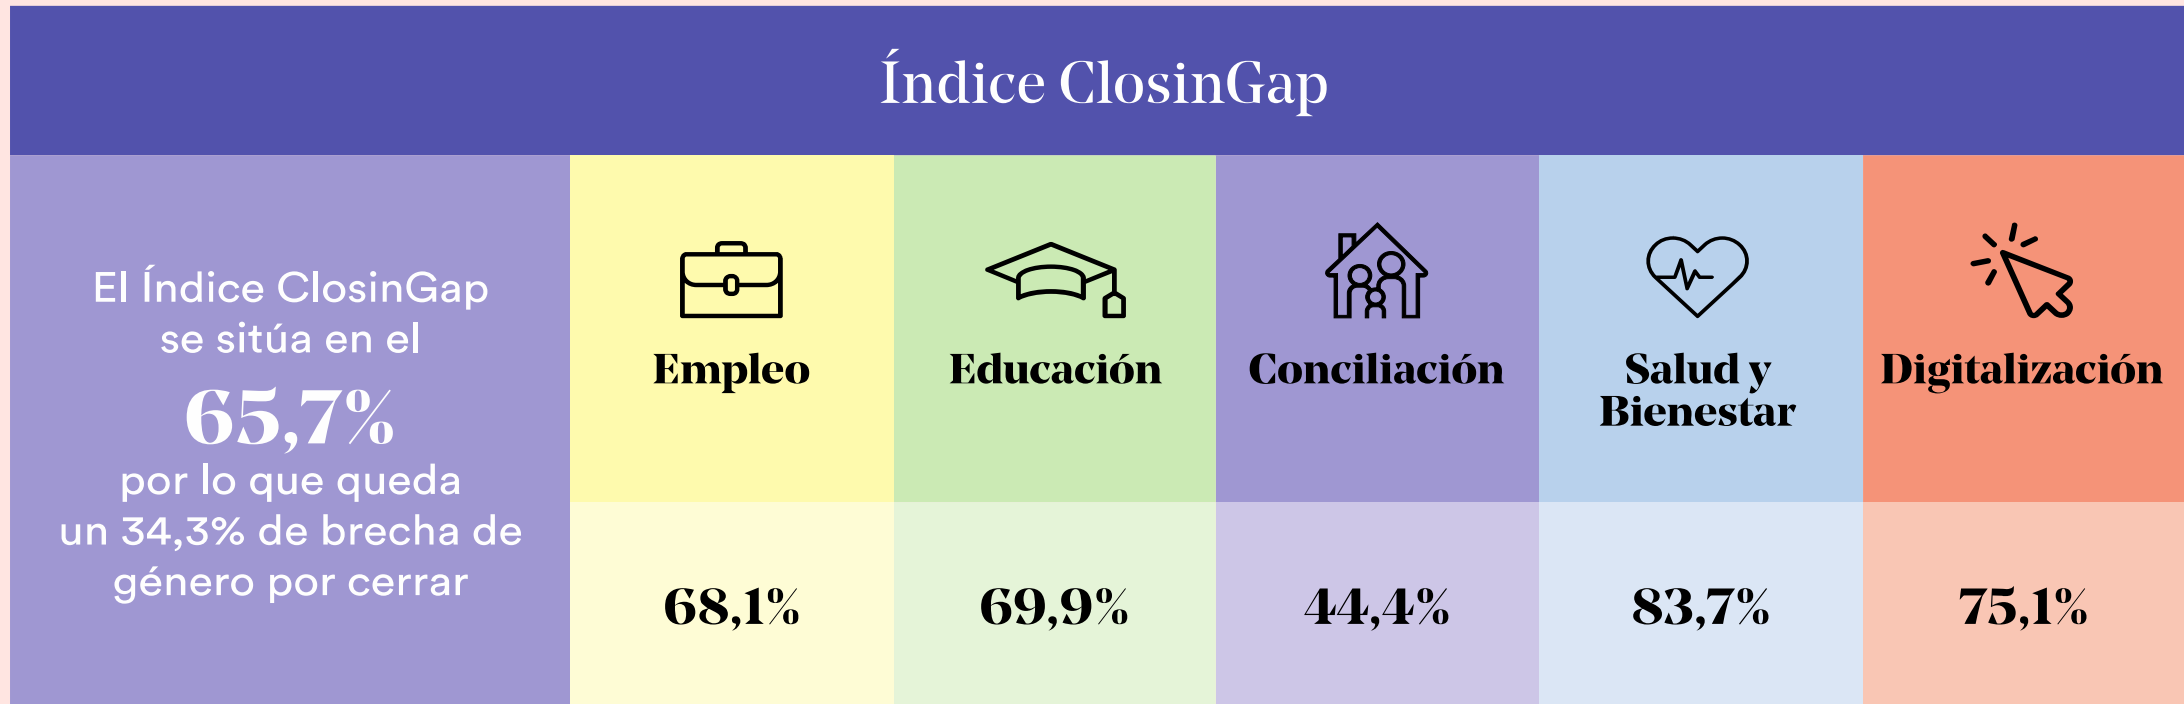 Índice ClosinGap
El Índice ClosinGap
se sitúa en el
65,7%
por lo que queda
un 34,3% de brecha de
género por cerrar
Empleo
68,1%
Educación
69,9%
Conciliación
44,4%
Salud y
Bienestar
83,7%
Digitalización
75,1%